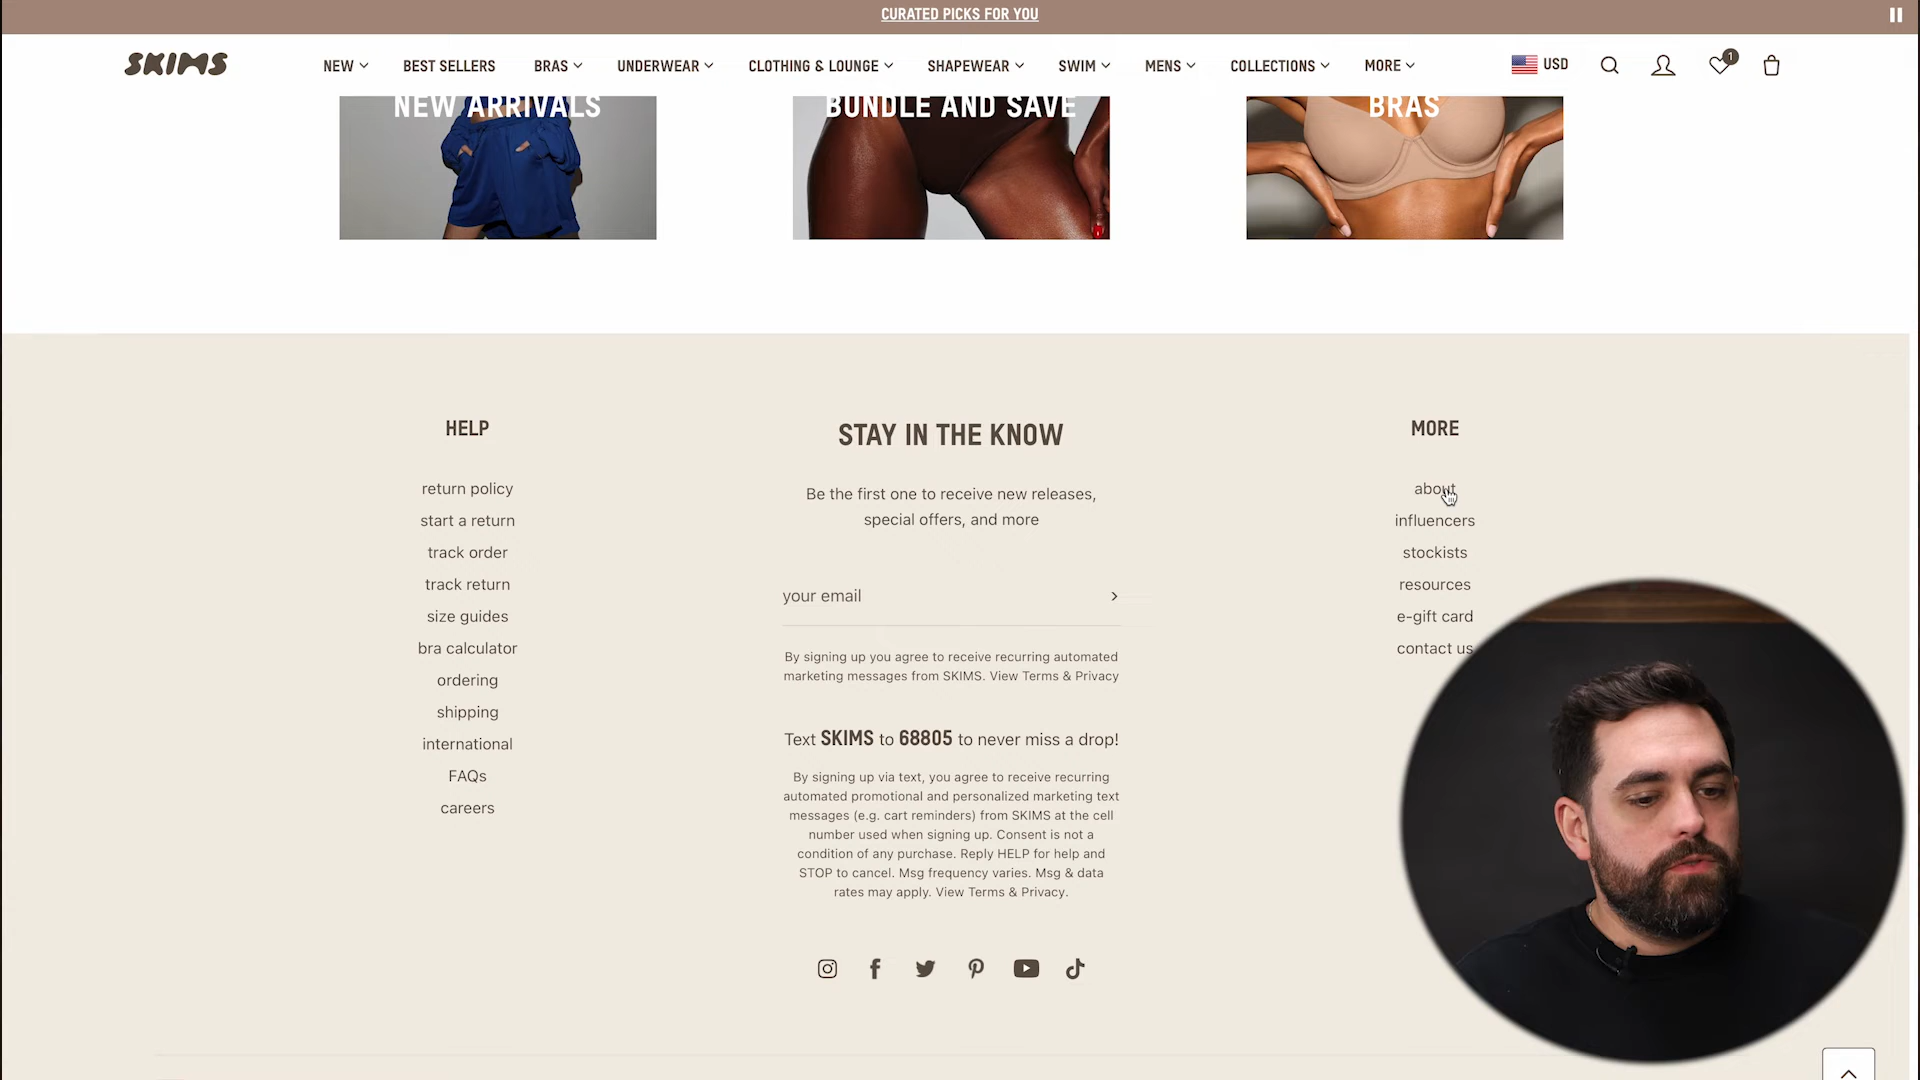 CURATED PICKS FOR YOU
SKIMS
NEW
BEST SELLERS
BRAS
UNDERWEAR
CLOTHING & LOUNGE
SHAPEWEAR
SWIM
MENS
COLLECTIONS
MORE
USD
1
NEW ARRIVALS
BUNDLE AND SAVE
BRAS
HELP
return policy
start a return
track order
track return
size guides
bra calculator
ordering
shipping
international
FAQs
careers
STAY IN THE KNOW
Be the first one to receive new releases,
special offers, and more
your email
By signing up you agree to receive recurring automated
marketing messages from SKIMS. View Terms & Privacy
Text SKIMS to 68805 to never miss a drop!
By signing up via text, you agree to receive recurring
automated promotional and personalized marketing text
messages (e.g. cart reminders) from SKIMS at the cell
number used when signing up. Consent is not a
condition of any purchase. Reply HELP for help and
STOP to cancel. Msg frequency varies. Msg & data
rates may apply. View Terms & Privacy.
MORE
about
influencers
stockists
resources
e-gift card
contact us